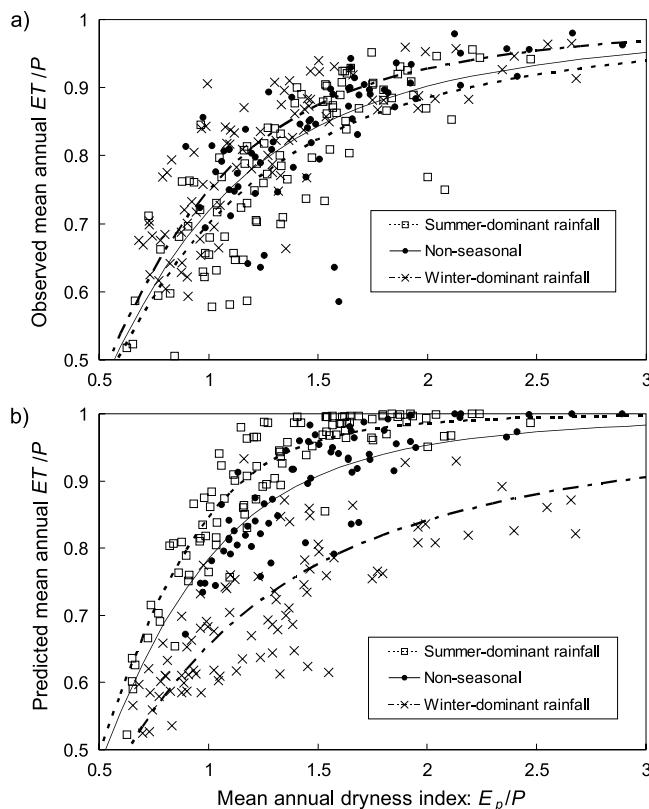 a)
Observed mean annual ET/P
1
0.9
0.8
0.7
0.6
0.5
Summer-dominant rainfall
Non-seasonal
Winter-dominant rainfall
0.5 1 1.5 2 2.5 3
b)
Predicted mean annual ET/P
1
0.9
0.8
0.7
0.6
0.5
Summer-dominant rainfall
Non-seasonal
Winter-dominant rainfall
0.5 1 1.5 2 2.5 3
Mean annual dryness index: Ep/P